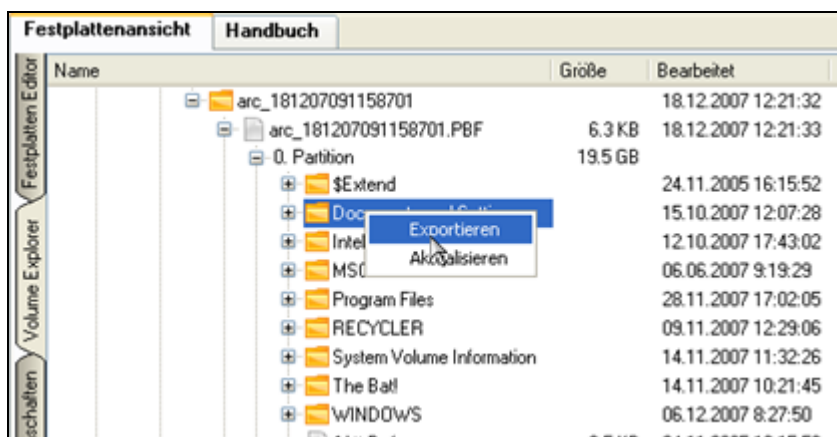 Festplattenansicht Handbuch
Name Größe Bearbeitet
Festplatten Editor
Volume Explorer
arc_181207091158701 18.12.2007 12:21:32
arc_181207091158701.PBF 6.3 KB 18.12.2007 12:21:33
0. Partition 19.5 GB
$Extend 24.11.2005 16:15:52
15.10.2007 12:07:28
Exportieren
Intel 12.10.2007 17:43:02
Aktualisieren
06.06.2007 9:19:29
Program Files 28.11.2007 17:02:05
RECYCLER 09.11.2007 12:29:06
System Volume Information 14.11.2007 11:32:26
The Bat! 14.11.2007 10:21:45
WINDOWS 06.12.2007 8:27:50